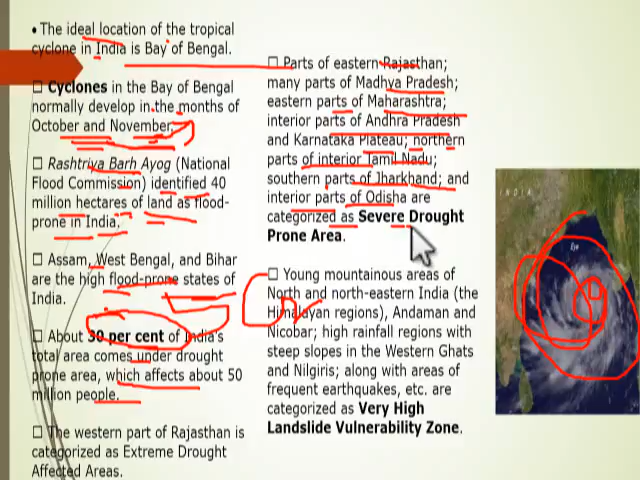 • The ideal location of the tropical
cyclone in India is Bay of Bengal.
☐ Cyclones in the Bay of Bengal
normally develop in the months of
October and November.
☐ Rashtriya Barh Ayog (National
Flood Commission) identified 40
million hectares of land as flood-
prone in India.
☐ Assam, West Bengal, and Bihar
are the high flood-prone states of
India.
☐ About 30 per cent of India's
total area comes under drought
prone area, which affects about 50
million people.
☐ The western part of Rajasthan is
categorized as Extreme Drought
Affected Areas.
☐ Parts of eastern Rajasthan;
many parts of Madhya Pradesh;
eastern parts of Maharashtra;
interior parts of Andhra Pradesh
and Karnataka Plateau; northern
parts of interior Tamil Nadu;
southern parts of Jharkhand; and
interior parts of Odisha are
categorized as Severe Drought
Prone Area.
☐ Young mountainous areas of
North and north-eastern India (the
Himalayan regions), Andaman and
Nicobar; high rainfall regions with
steep slopes in the Western Ghats
and Nilgiris; along with areas of
frequent earthquakes, etc. are
categorized as Very High
Landslide Vulnerability Zone.
INDIA
Eye